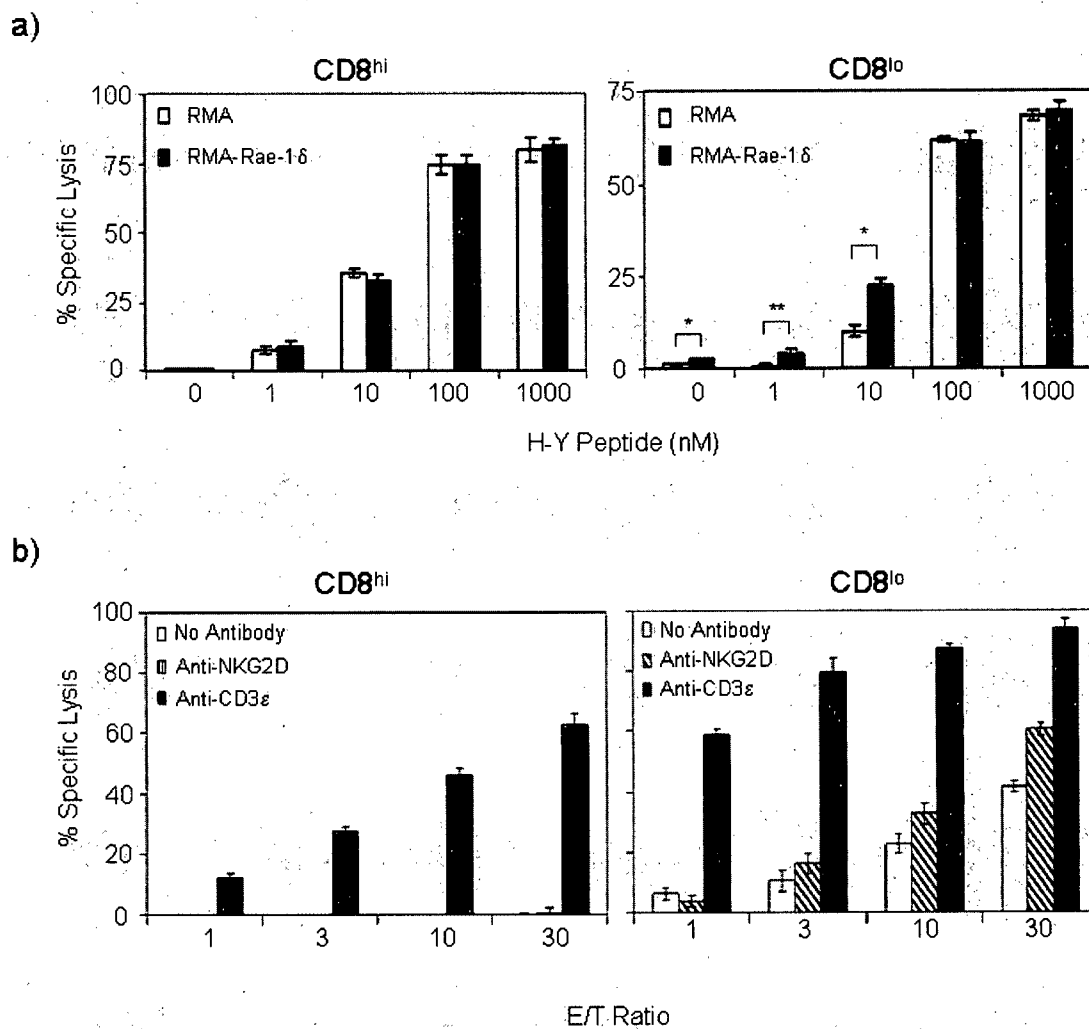 a)
CD8hi
CD8lo
100
75
50
25
0
% Specific Lysis
RMA
RMA-Rae-1δ
0 1 10 100 1000
75
50
25
0
RMA
RMA-Rae-1δ
*
**
*
0 1 10 100 1000
H-Y Peptide (nM)
b)
CD8hi
CD8lo
100
80
60
40
20
0
% Specific Lysis
No Antibody
Anti-NKG2D
Anti-CD3ε
1 3 10 30
No Antibody
Anti-NKG2D
Anti-CD3ε
1 3 10 30
E/T Ratio